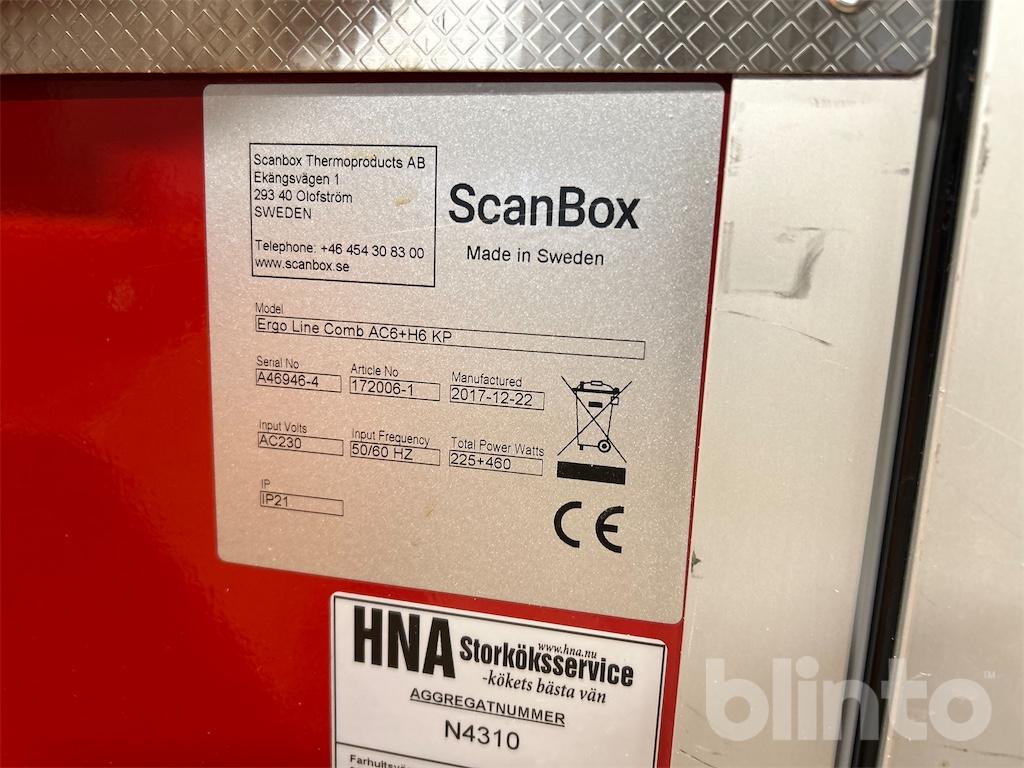 Scanbox Thermoproducts AB
Ekängsvägen 1
293 40 Olofström
SWEDEN
Telephone: +46 454 30 83 00
www.scanbox.se
ScanBox
Made in Sweden
Model
Ergo Line Comb AC6+H6 KP
Serial No
A46946-4
Article No
172006-1
Manufactured
2017-12-22
Input Volts
AC230
Input Frequency
50/60 HZ
Total Power Watts
225+460
IP
IP21
CE
HNA
www.hna.nu
Storköksservice
-kökets bästa vän
AGGREGATNUMMER
N4310
blinto™